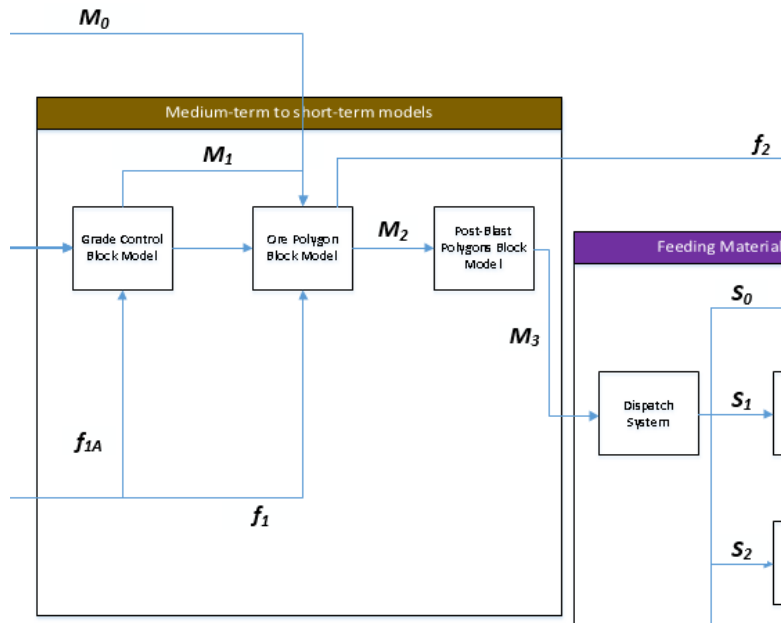 M0
Medium-term to short-term models
M1
f2
Grade Control
Block Model
Ore Polygon
Block Model
M2
Post-Blast
Polygons Block
Model
Feeding Material
S0
M3
Dispatch
System
S1
f1A
f1
S2